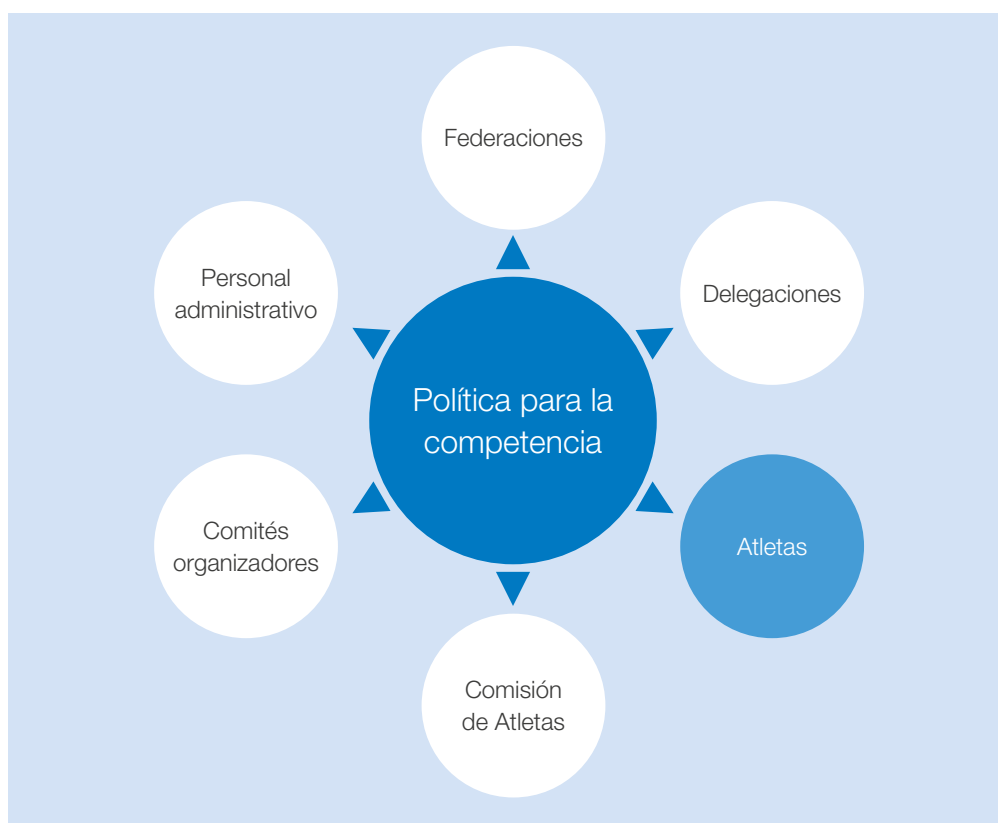 Federaciones
Personal
administrativo
Delegaciones
Política para la
competencia
Comités
organizadores
Atletas
Comisión
de Atletas